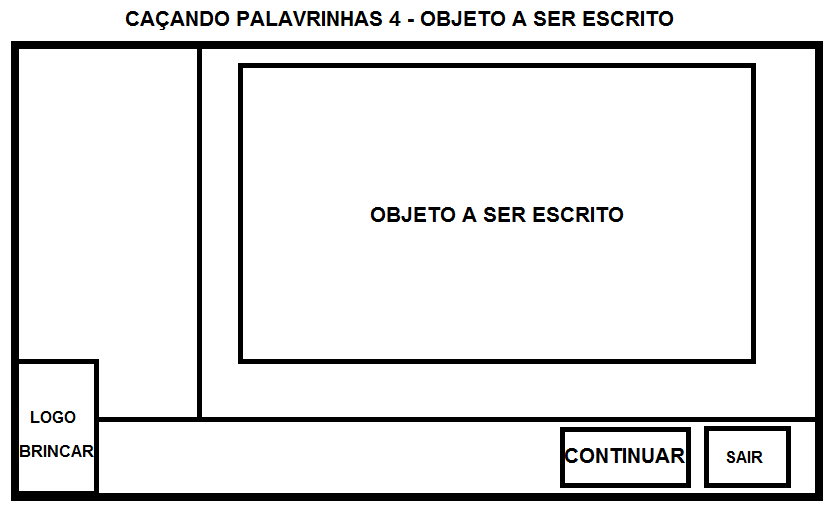 CAÇANDO PALAVRINHAS 4 - OBJETO A SER ESCRITO
OBJETO A SER ESCRITO
LOGO
BRINCAR
CONTINUAR
SAIR